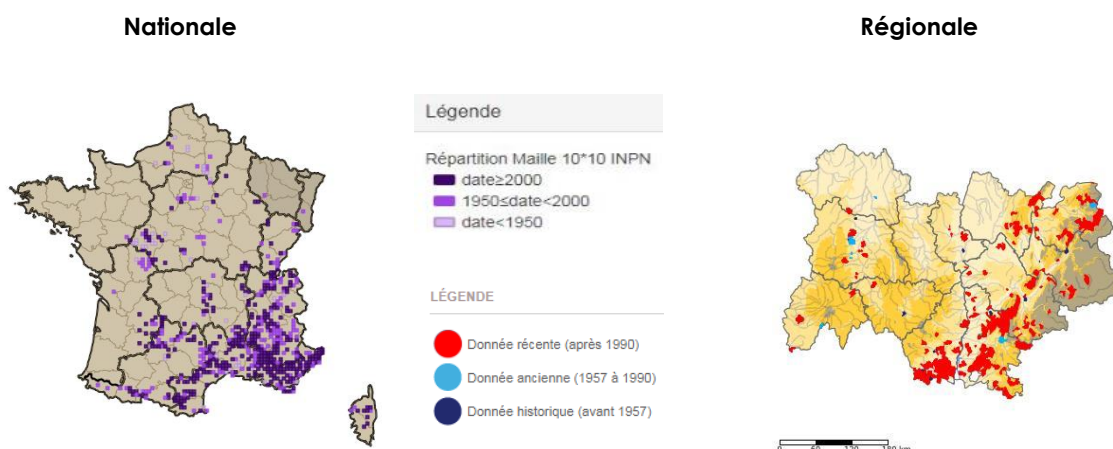 Nationale
Régionale
Légende
Répartition Maille 10*10 INPN
date≥2000
1950≤date<2000
date<1950
LÉGENDE
Donnée récente (après 1990)
Donnée ancienne (1957 à 1990)
Donnée historique (avant 1957)